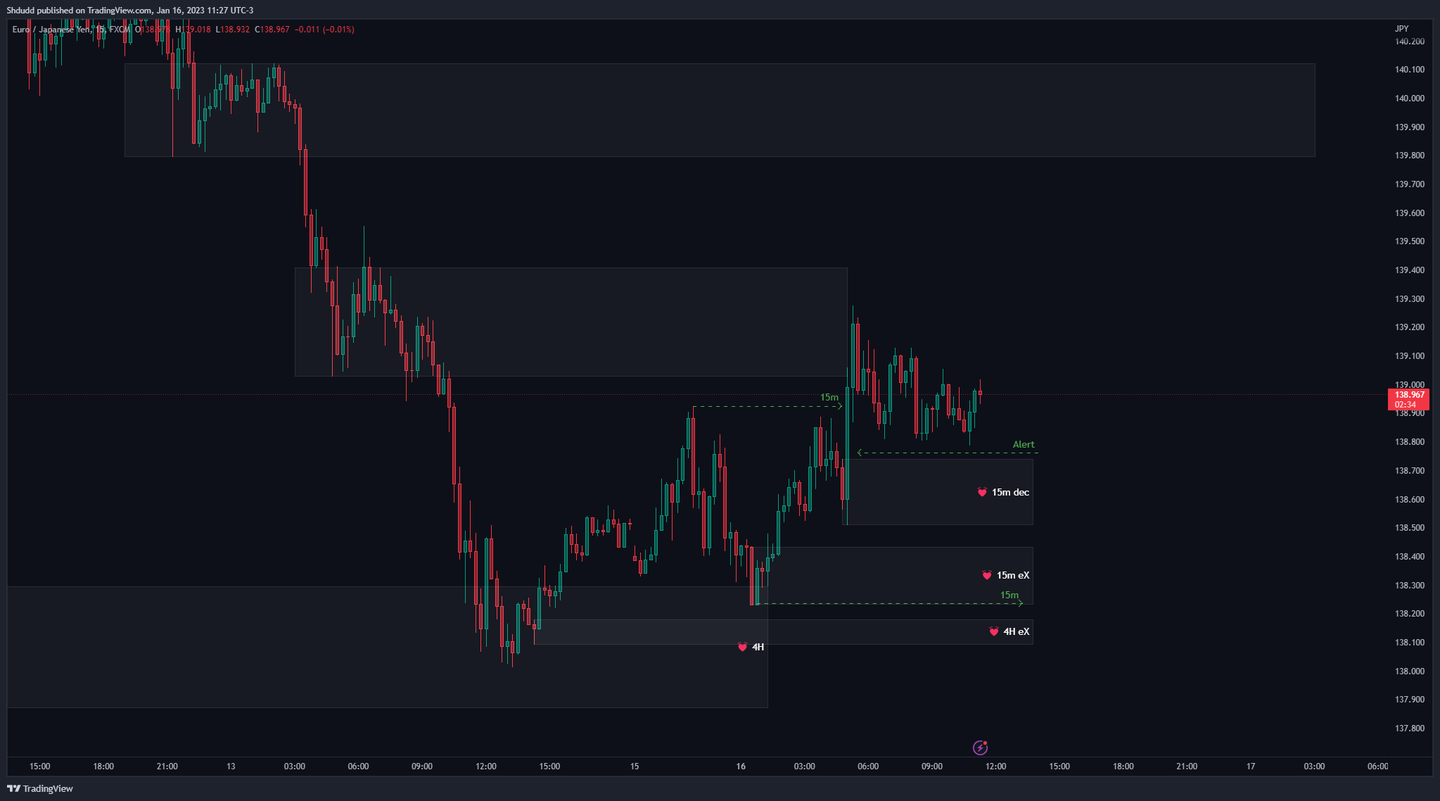 Shdudd published on TradingView.com, Jan 16, 2023 11:27 UTC-3
Euro / Japanese Yen, 15, FXCM H139.018 L138.932 C138.967 −0.011 (−0.01%)
JPY
140.200
140.100
140.000
139.900
139.800
139.700
139.600
139.500
139.400
139.300
139.200
139.100
139.000
138.967
02:34
138.900
138.800
138.700
138.600
138.500
138.400
138.300
138.200
138.100
138.000
137.900
137.800
15m
Alert
💓 15m dec
💓 15m eX
15m
💓 4H eX
💓 4H
15:00 18:00 21:00 13 03:00 06:00 09:00 12:00 15:00 15 16 03:00 06:00 09:00 12:00 15:00 18:00 21:00 17 03:00 06:00
TradingView